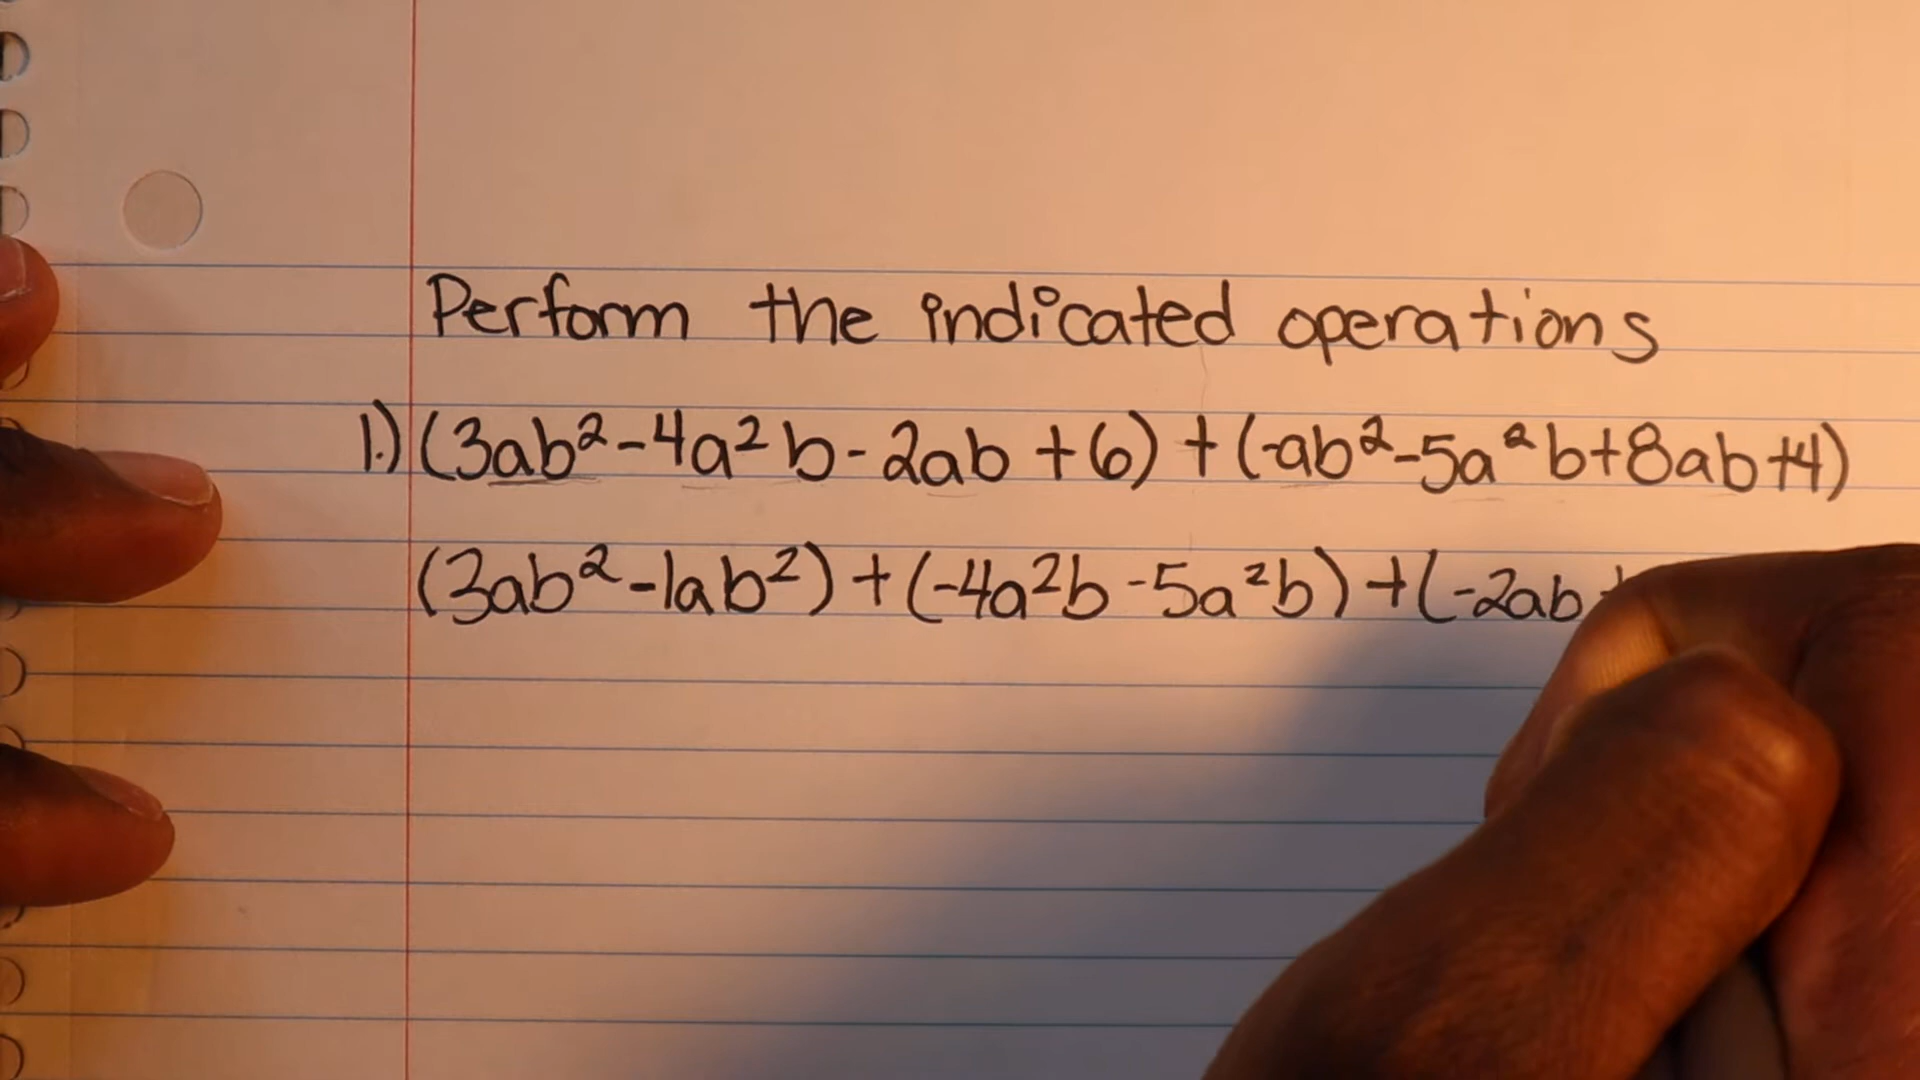 Perform the indicated operations
1.) (3ab²-4a²b-2ab+6)+(-ab²-5a²b+8ab+4)
(3ab²-1ab²)+(-4a²b-5a²b)+(-2ab